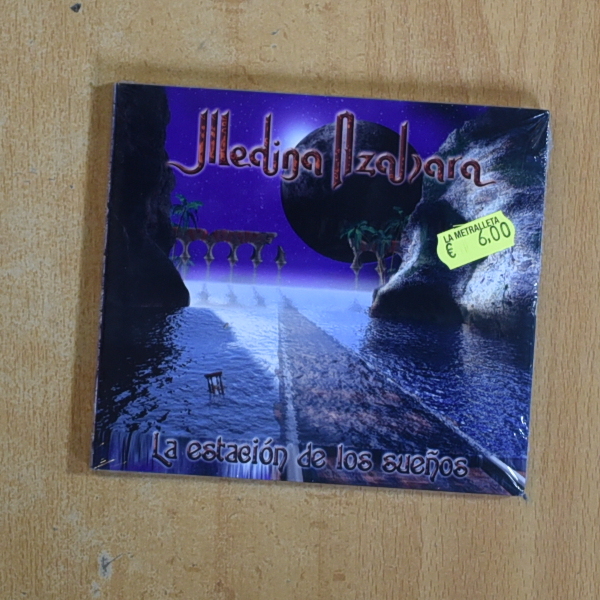 Medina Azahara
LA METRALLETA
€ 6,00
La estación de los sueños